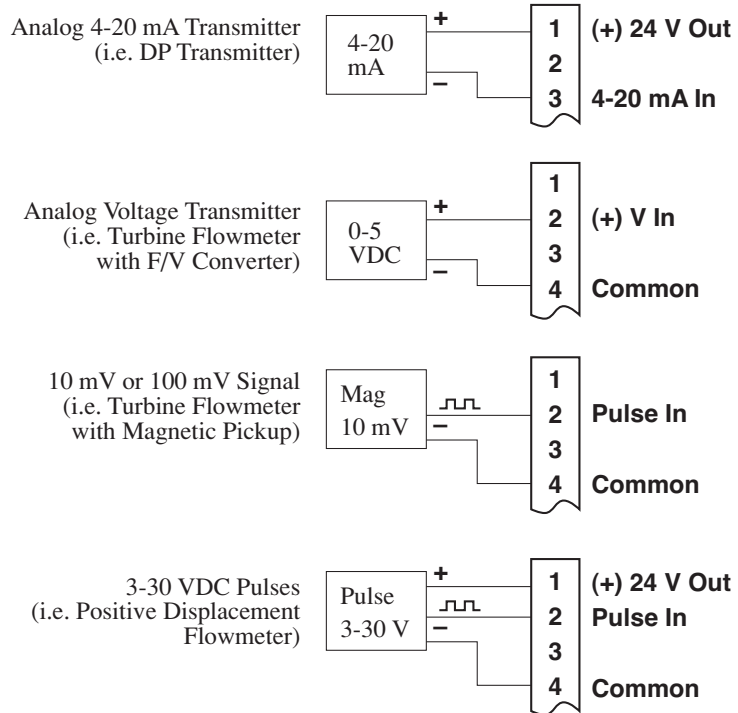 Analog 4-20 mA Transmitter
(i.e. DP Transmitter)
4-20
mA
+
–
1
2
3
(+) 24 V Out
4-20 mA In
Analog Voltage Transmitter
(i.e. Turbine Flowmeter
with F/V Converter)
0-5
VDC
+
–
1
2
3
4
(+) V In
Common
10 mV or 100 mV Signal
(i.e. Turbine Flowmeter
with Magnetic Pickup)
Mag
10 mV
–
1
2
3
4
Pulse In
Common
3-30 VDC Pulses
(i.e. Positive Displacement
Flowmeter)
Pulse
3-30 V
+
–
1
2
3
4
(+) 24 V Out
Pulse In
Common